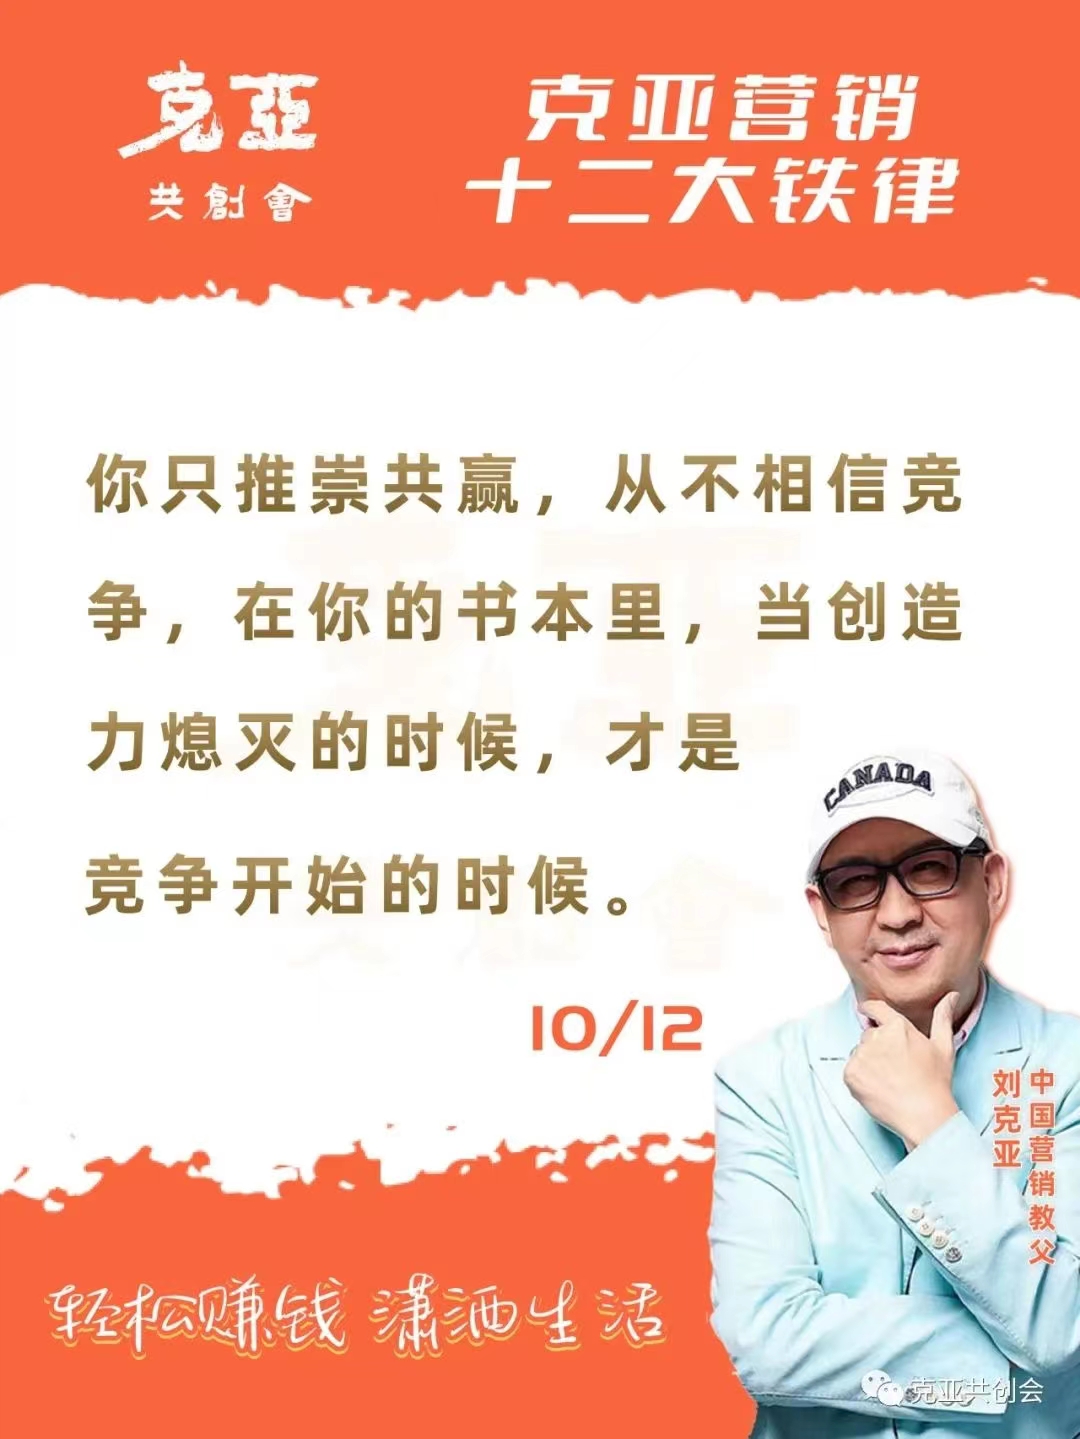 克亞
共創會
克亚营销
十二大铁律
你只推崇共赢，从不相信竞
争，在你的书本里，当创造
力熄灭的时候，才是
竞争开始的时候。
10/12
CANADA
中国营销教父
刘克亚
轻松赚钱 潇洒生活
克亚共创会